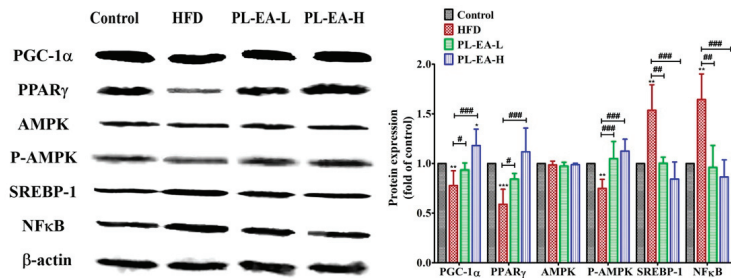 Control HFD PL-EA-L PL-EA-H
PGC-1α
PPARγ
AMPK
P-AMPK
SREBP-1
NFκB
β-actin
Control
HFD
PL-EA-L
PL-EA-H
Protein expression
(fold of control)
2.0
1.5
1.0
0.5
0.0
** # ### *
*** # ###
** ### ###
** ## ###
** ## ###
PGC-1α PPARγ AMPK P-AMPK SREBP-1 NFκB